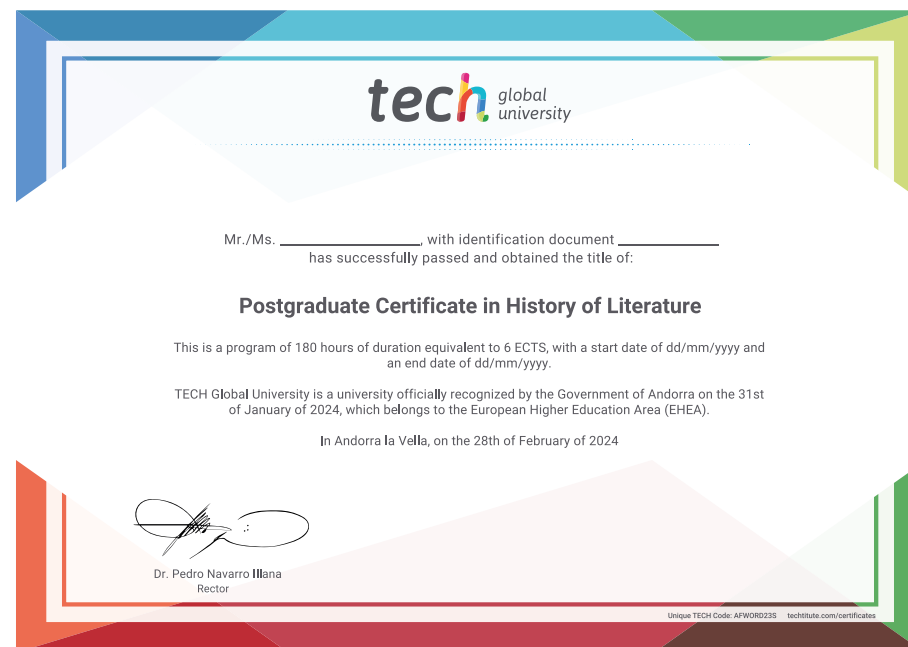 tech global
university
Mr./Ms. ____________________, with identification document ______________
has successfully passed and obtained the title of:
Postgraduate Certificate in History of Literature
This is a program of 180 hours of duration equivalent to 6 ECTS, with a start date of dd/mm/yyyy and
an end date of dd/mm/yyyy.
TECH Global University is a university officially recognized by the Government of Andorra on the 31st
of January of 2024, which belongs to the European Higher Education Area (EHEA).
In Andorra la Vella, on the 28th of February of 2024
Dr. Pedro Navarro Illana
Rector
Unique TECH Code: AFWORD23S techtitute.com/certificates